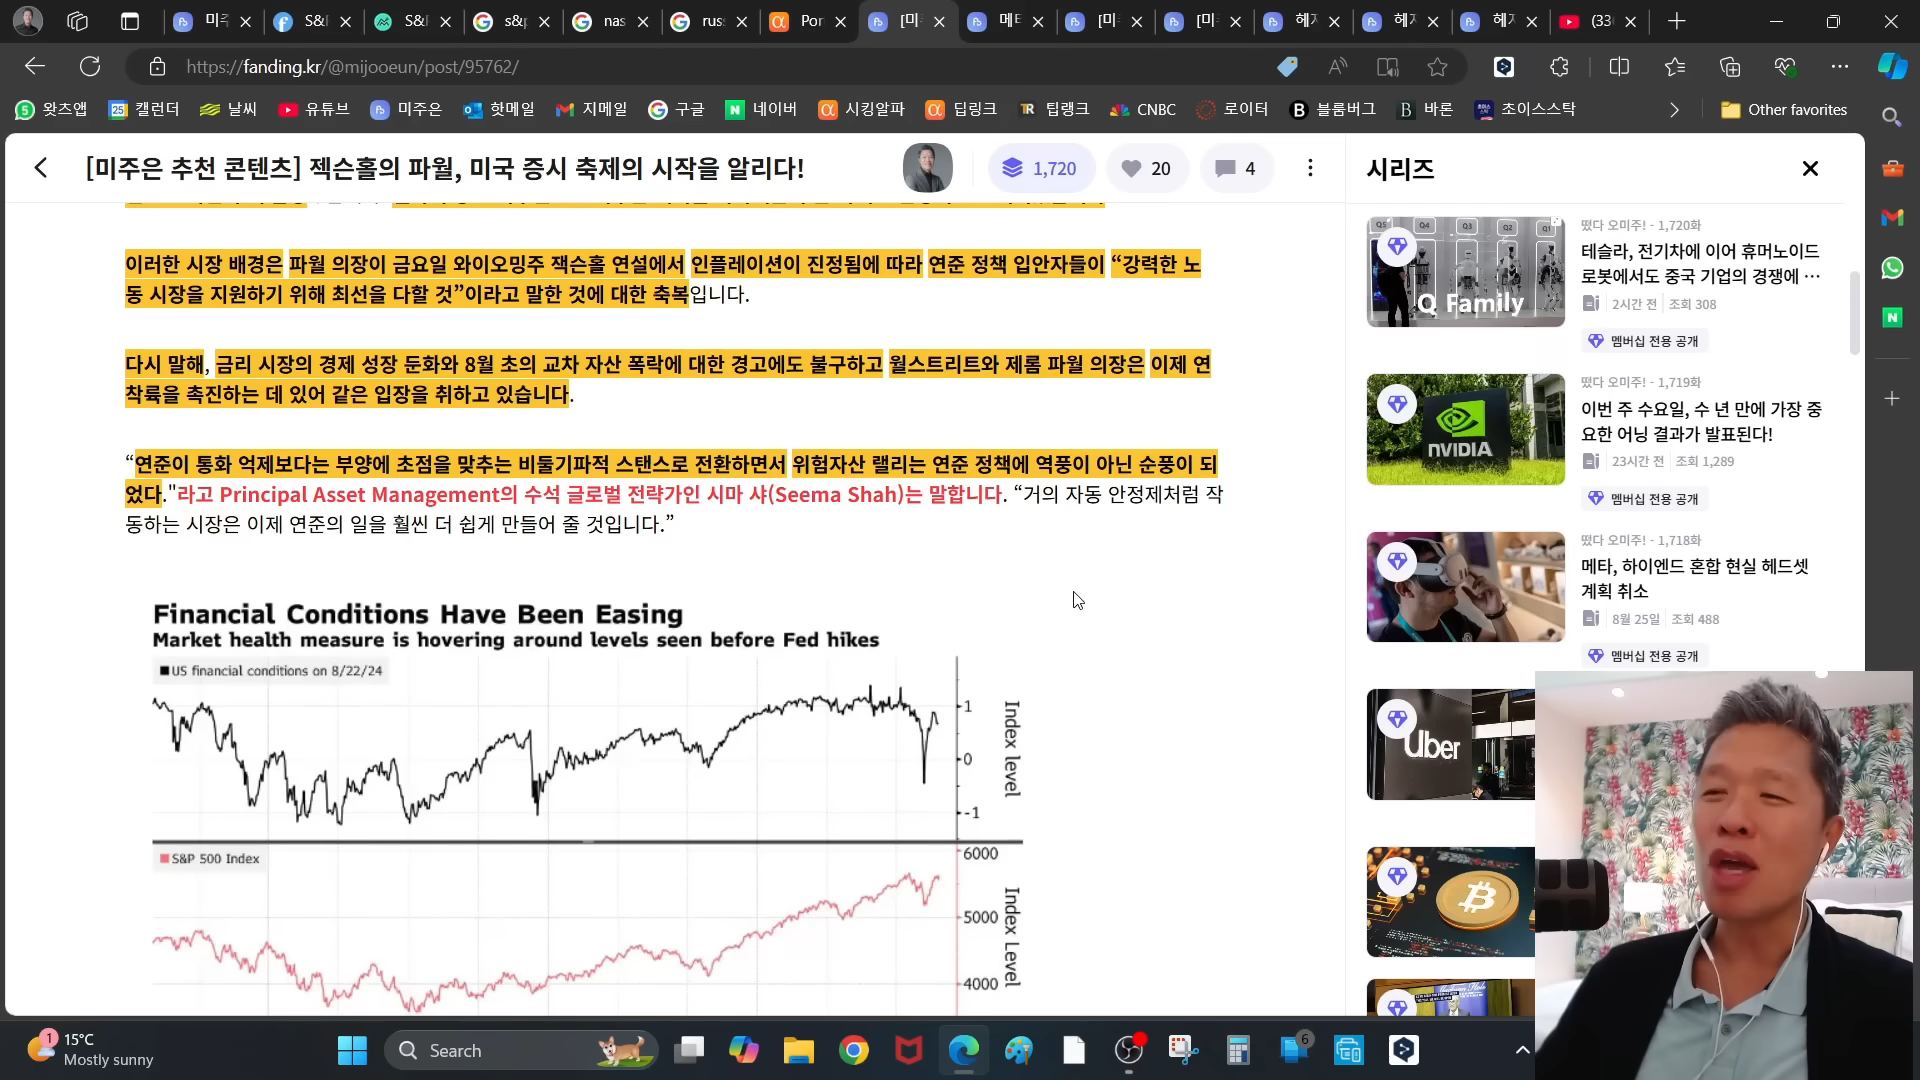 미주
S&I
S&I
s&p
nas
rus
Por
[미
메타
[미
[미
헤지
헤지
헤지
(33
https://fanding.kr/@mijooeun/post/95762/
왓츠앱
캘린더
날씨
유튜브
미주은
핫메일
지메일
구글
네이버
시킹알파
딥링크
팁랭크
CNBC
로이터
블룸버그
바론
초이스스탁
Other favorites
[미주은 추천 콘텐츠] 젝슨홀의 파월, 미국 증시 축제의 시작을 알리다!
1,720
20
4
시리즈
이러한 시장 배경은 파월 의장이 금요일 와이오밍주 잭슨홀 연설에서 인플레이션이 진정됨에 따라 연준 정책 입안자들이 “강력한 노
동 시장을 지원하기 위해 최선을 다할 것”이라고 말한 것에 대한 축복입니다.
다시 말해, 금리 시장의 경제 성장 둔화와 8월 초의 교차 자산 폭락에 대한 경고에도 불구하고 월스트리트와 제롬 파월 의장은 이제 연
착륙을 촉진하는 데 있어 같은 입장을 취하고 있습니다.
“연준이 통화 억제보다는 부양에 초점을 맞추는 비둘기파적 스탠스로 전환하면서 위험자산 랠리는 연준 정책에 역풍이 아닌 순풍이 되
었다."라고 Principal Asset Management의 수석 글로벌 전략가인 시마 샤(Seema Shah)는 말합니다. “거의 자동 안정제처럼 작
동하는 시장은 이제 연준의 일을 훨씬 더 쉽게 만들어 줄 것입니다.”
Financial Conditions Have Been Easing
Market health measure is hovering around levels seen before Fed hikes
US financial conditions on 8/22/24
1
0
-1
Index level
S&P 500 Index
6000
5000
4000
Index Level
Q5
Q4
Q3
Q2
Q1
Q Family
떴다 오미주! - 1,720화
테슬라, 전기차에 이어 휴머노이드
로봇에서도 중국 기업의 경쟁에 …
2시간 전 | 조회 308
멤버십 전용 공개
NVIDIA
떴다 오미주! - 1,719화
이번 주 수요일, 수 년 만에 가장 중
요한 어닝 결과가 발표된다!
23시간 전 | 조회 1,289
멤버십 전용 공개
떴다 오미주! - 1,718화
메타, 하이엔드 혼합 현실 헤드셋
계획 취소
8월 25일 | 조회 488
멤버십 전용 공개
Uber
15°C
Mostly sunny
Search
6